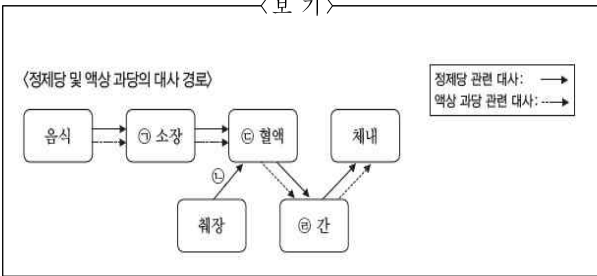 〈보 기〉
〈정제당 및 액상 과당의 대사 경로〉
정제당 관련 대사:
액상 과당 관련 대사:
음식
㉠ 소장
㉢ 혈액
체내
㉡
췌장
㉣ 간